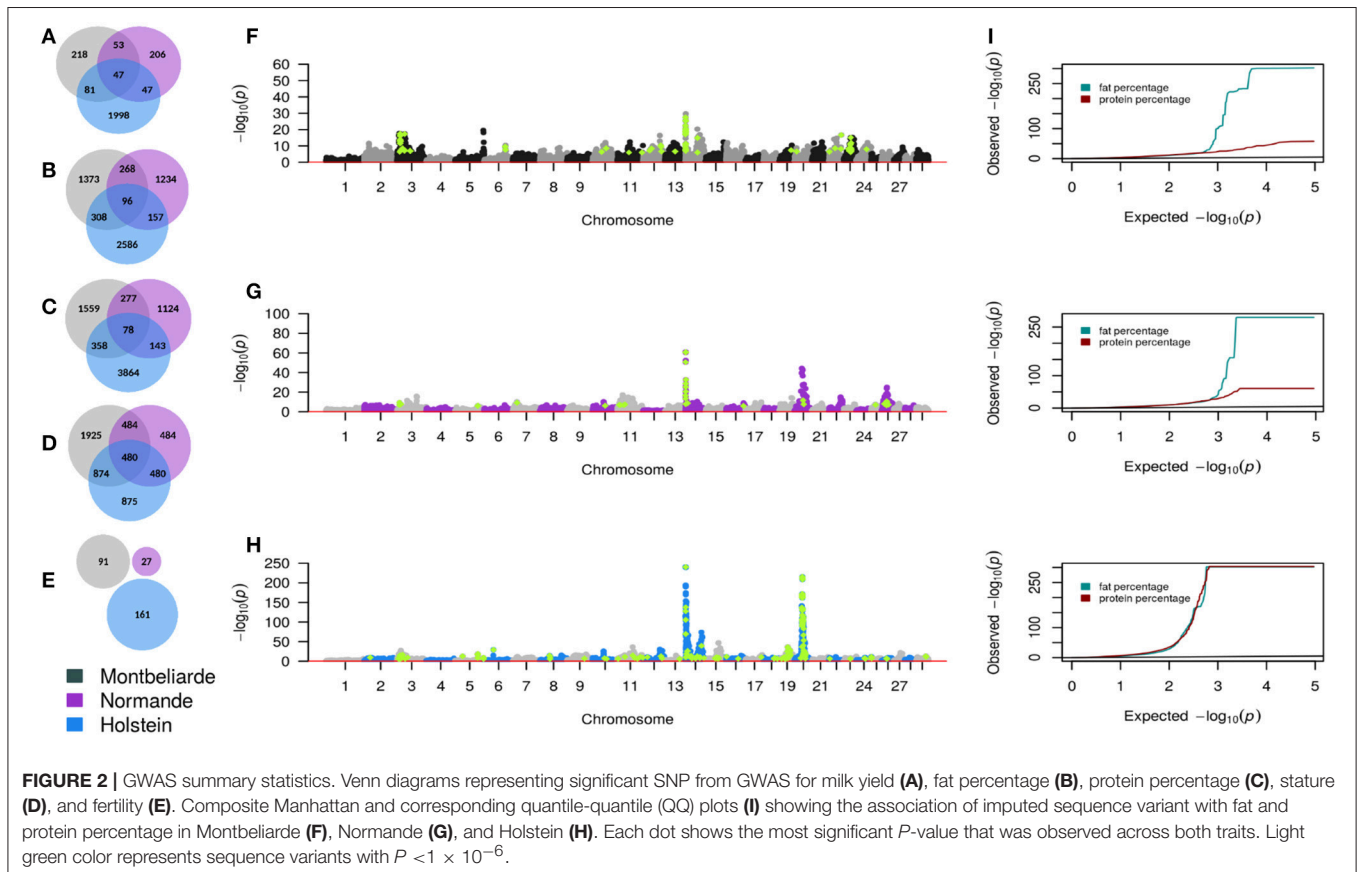 A
218
53
206
47
81
47
1998
B
1373
268
1234
96
308
157
2586
C
1559
277
1124
78
358
143
3864
D
1925
484
484
480
874
480
875
E
91
27
161
Montbeliarde
Normande
Holstein
F
60
50
40
30
20
10
0
−log10(p)
1 2 3 4 5 6 7 8 9 11 13 15 17 19 21 24 27
Chromosome
G
100
80
60
40
20
0
−log10(p)
1 2 3 4 5 6 7 8 9 11 13 15 17 19 21 24 27
Chromosome
H
250
200
150
100
50
0
−log10(p)
1 2 3 4 5 6 7 8 9 11 13 15 17 19 21 24 27
Chromosome
I
Observed −log10(p)
250
100
0
fat percentage
protein percentage
0 1 2 3 4 5
Expected −log10(p)
Observed −log10(p)
250
100
0
fat percentage
protein percentage
0 1 2 3 4 5
Expected −log10(p)
Observed −log10(p)
250
100
0
fat percentage
protein percentage
0 1 2 3 4 5
Expected −log10(p)
FIGURE 2 | GWAS summary statistics. Venn diagrams representing significant SNP from GWAS for milk yield (A), fat percentage (B), protein percentage (C), stature
(D), and fertility (E). Composite Manhattan and corresponding quantile-quantile (QQ) plots (I) showing the association of imputed sequence variant with fat and
protein percentage in Montbeliarde (F), Normande (G), and Holstein (H). Each dot shows the most significant P-value that was observed across both traits. Light
green color represents sequence variants with P <1 × 10−6.